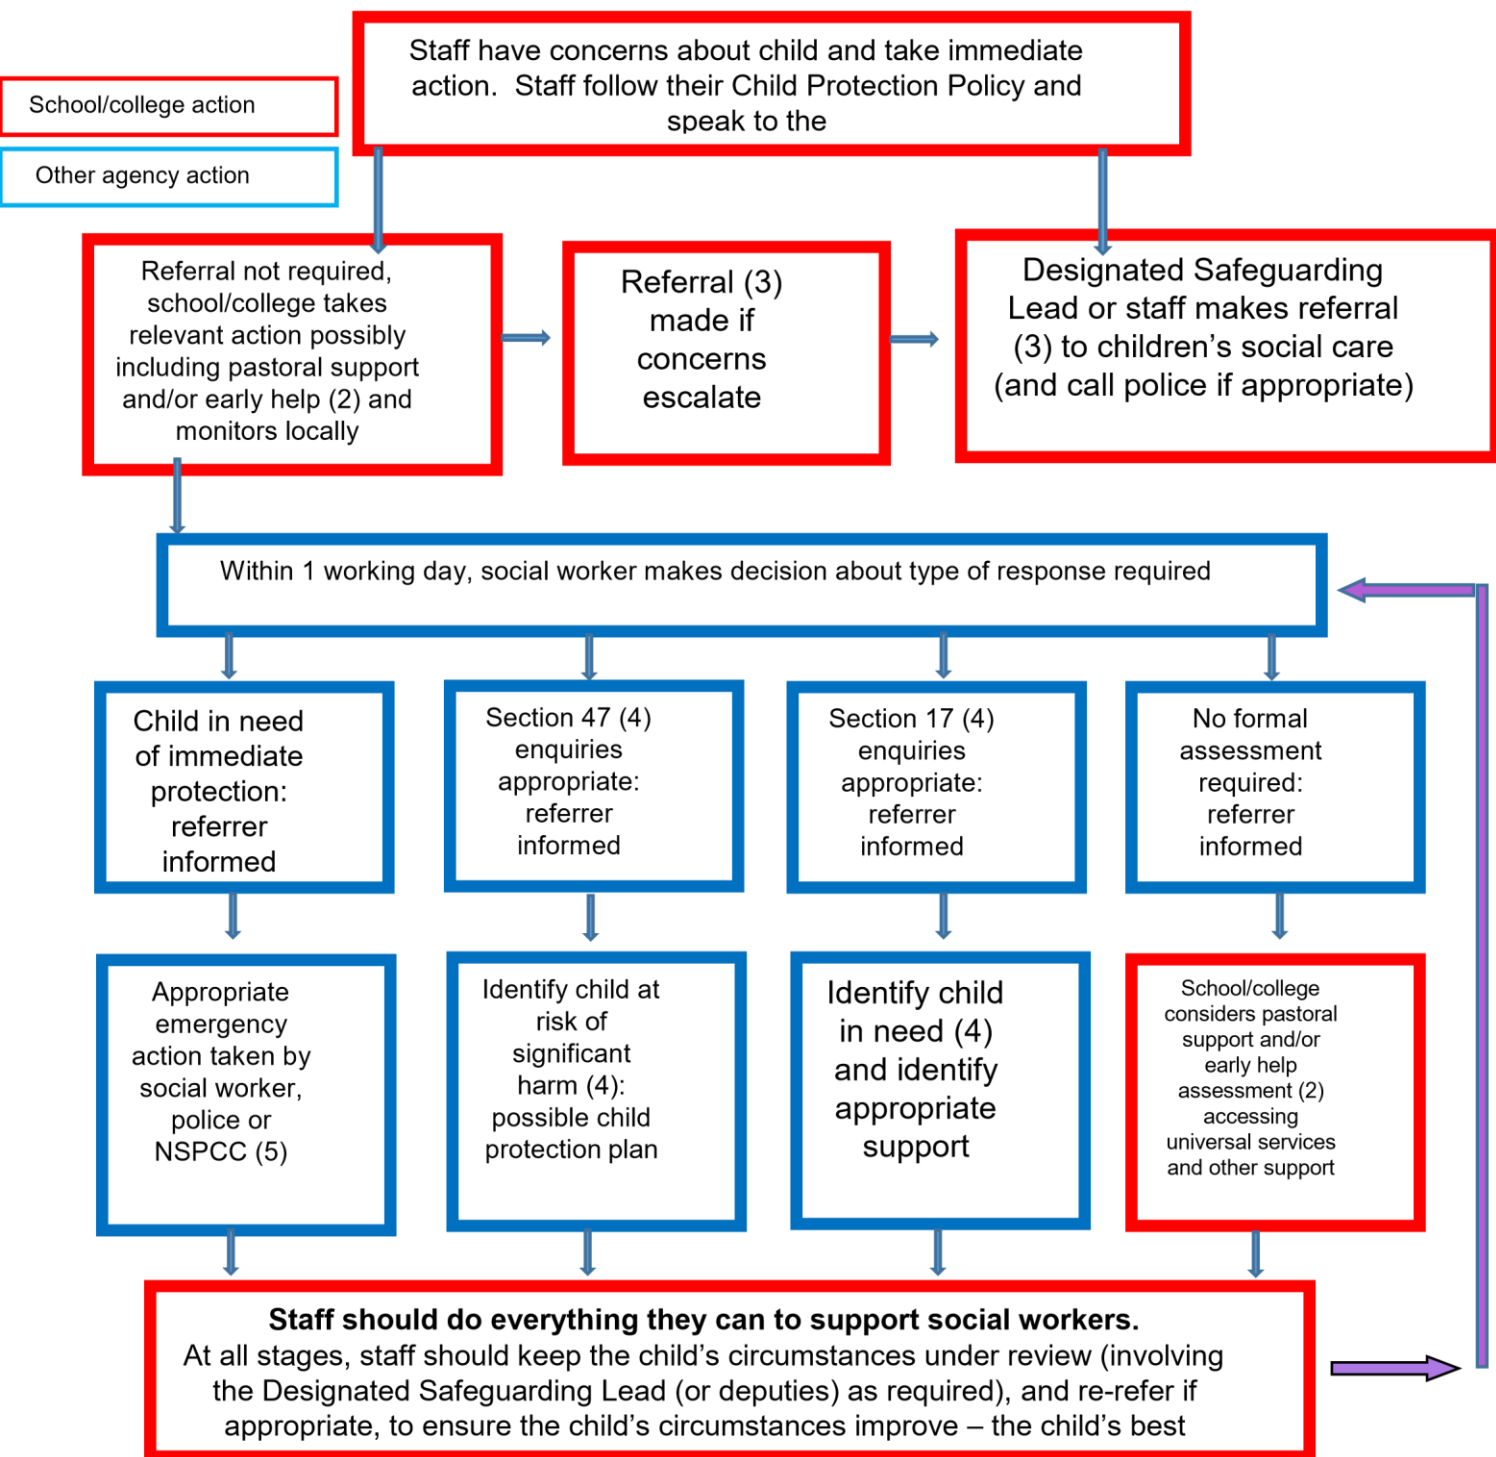 Staff have concerns about child and take immediate
action.  Staff follow their Child Protection Policy and
speak to the
School/college action
Other agency action
Referral not required,
school/college takes
relevant action possibly
including pastoral support
and/or early help (2) and
monitors locally
Referral (3)
made if
concerns
escalate
Designated Safeguarding
Lead or staff makes referral
(3) to children’s social care
(and call police if appropriate)
Within 1 working day, social worker makes decision about type of response required
Child in need
of immediate
protection:
referrer
informed
Section 47 (4)
enquiries
appropriate:
referrer
informed
Section 17 (4)
enquiries
appropriate:
referrer
informed
No formal
assessment
required:
referrer
informed
Appropriate
emergency
action taken by
social worker,
police or
NSPCC (5)
Identify child at
risk of
significant
harm (4):
possible child
protection plan
Identify child
in need (4)
and identify
appropriate
support
School/college
considers pastoral
support and/or
early help
assessment (2)
accessing
universal services
and other support
Staff should do everything they can to support social workers.
At all stages, staff should keep the child’s circumstances under review (involving
the Designated Safeguarding Lead (or deputies) as required), and re-refer if
appropriate, to ensure the child’s circumstances improve – the child’s best